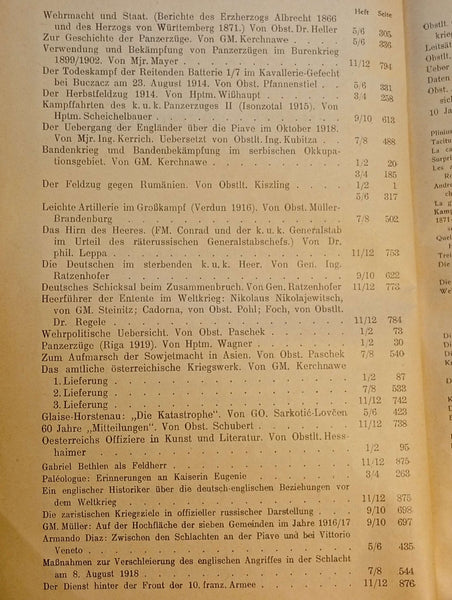 Heft Seite
Wehrmacht und Staat. (Berichte des Erzherzogs Albrecht 1866
und des Herzogs von Württemberg 1871.) Von Obst. Dr. Heller 5/6 305
Zur Geschichte der Panzerzüge. Von GM. Kerchnawe . . . 5/6 336
Verwendung und Bekämpfung von Panzerzügen im Burenkrieg
1899/1902. Von Mjr. Mayer . . . 11/12 794
Der Todeskampf der Reitenden Batterie 1/7 im Kavallerie-Gefecht
bei Buczacz am 23. August 1914. Von Obst. Pfannenstiel . 5/6 331
Der Herbstfeldzug 1914. Von Hptm. Wißhaupt . . . 3/4 258
Kampffahrten des k. u. k. Panzerzuges II (Isonzotal 1915). Von
Hptm. Scheichelbauer . . . 9/10 613
Der Uebergang der Engländer über die Piave im Oktober 1918.
Von Mjr. Ing. Kerrich. Uebersetzt von Obstlt. Ing. Kubitza . 7/8 488
Bandenkrieg und Bandenbekämpfung im serbischen Okkupa-
tionsgebiet. Von GM. Kerchnawe . . . 1/2 20
3/4 185
Der Feldzug gegen Rumänien. Von Obstlt. Kiszling . . . 1/2 1
5/6 317
Leichte Artillerie im Großkampf (Verdun 1916). Von Obst. Müller-
Brandenburg . . . 7/8 502
Das Hirn des Heeres. (FM. Conrad und der k. u. k. Generalstab
im Urteil des räterussischen Generalstabschefs.) Von Dr.
phil. Leppa . . . 11/12 753
Die Deutschen im sterbenden k. u. k. Heer. Von Gen. Ing.
Ratzenhofer . . . 9/10 622
Deutsches Schicksal beim Zusammenbruch. Von Gen. Ratzenhofer 11/12 773
Heerführer der Entente im Weltkrieg: Nikolaus Nikolajewitsch,
von GM. Steinitz; Cadorna, von Obst. Pohl; Foch, von Obstlt.
Dr. Regele . . . 11/12 784
Wehrpolitische Uebersicht. Von Obst. Paschek . . . 1/2 73
Panzerzüge (Riga 1919). Von Hptm. Wagner . . . 1/2 30
Zum Aufmarsch der Sowjetmacht in Asien. Von Obst. Paschek 7/8 540
Das amtliche österreichische Kriegswerk. Von GM. Kerchnawe
1. Lieferung . . . 1/2 87
2. Lieferung . . . 7/8 533
3. Lieferung . . . 11/12 742
Glaise-Horstenau: „Die Katastrophe". Von GO. Sarkotić-Lovčen 5/6 423
60 Jahre „Mitteilungen". Von Obst. Schubert . . . 11/12 738
Oesterreichs Offiziere in Kunst und Literatur. Von Obstlt. Hess-
haimer . . . 1/2 95
Gabriel Bethlen als Feldherr . . . 11/12 875
Paléologue: Erinnerungen an Kaiserin Eugenie . . . 3/4 263
Ein englischer Historiker über die deutsch-englischen Beziehungen vor
dem Weltkrieg . . . 11/12 875
Die zaristischen Kriegsziele in offizieller russischer Darstellung . . 9/10 698
GM. Müller: Auf der Hochfläche der sieben Gemeinden im Jahre 1916/17 9/10 697
Armando Diaz: Zwischen den Schlachten an der Piave und bei Vittorio
Veneto . . . 5/6 435
Maßnahmen zur Verschleierung des englischen Angriffes in der Schlacht
am 8. August 1918 . . . 7/8 544
Der Dienst hinter der Front der 10. franz. Armee . . . 11/12 876